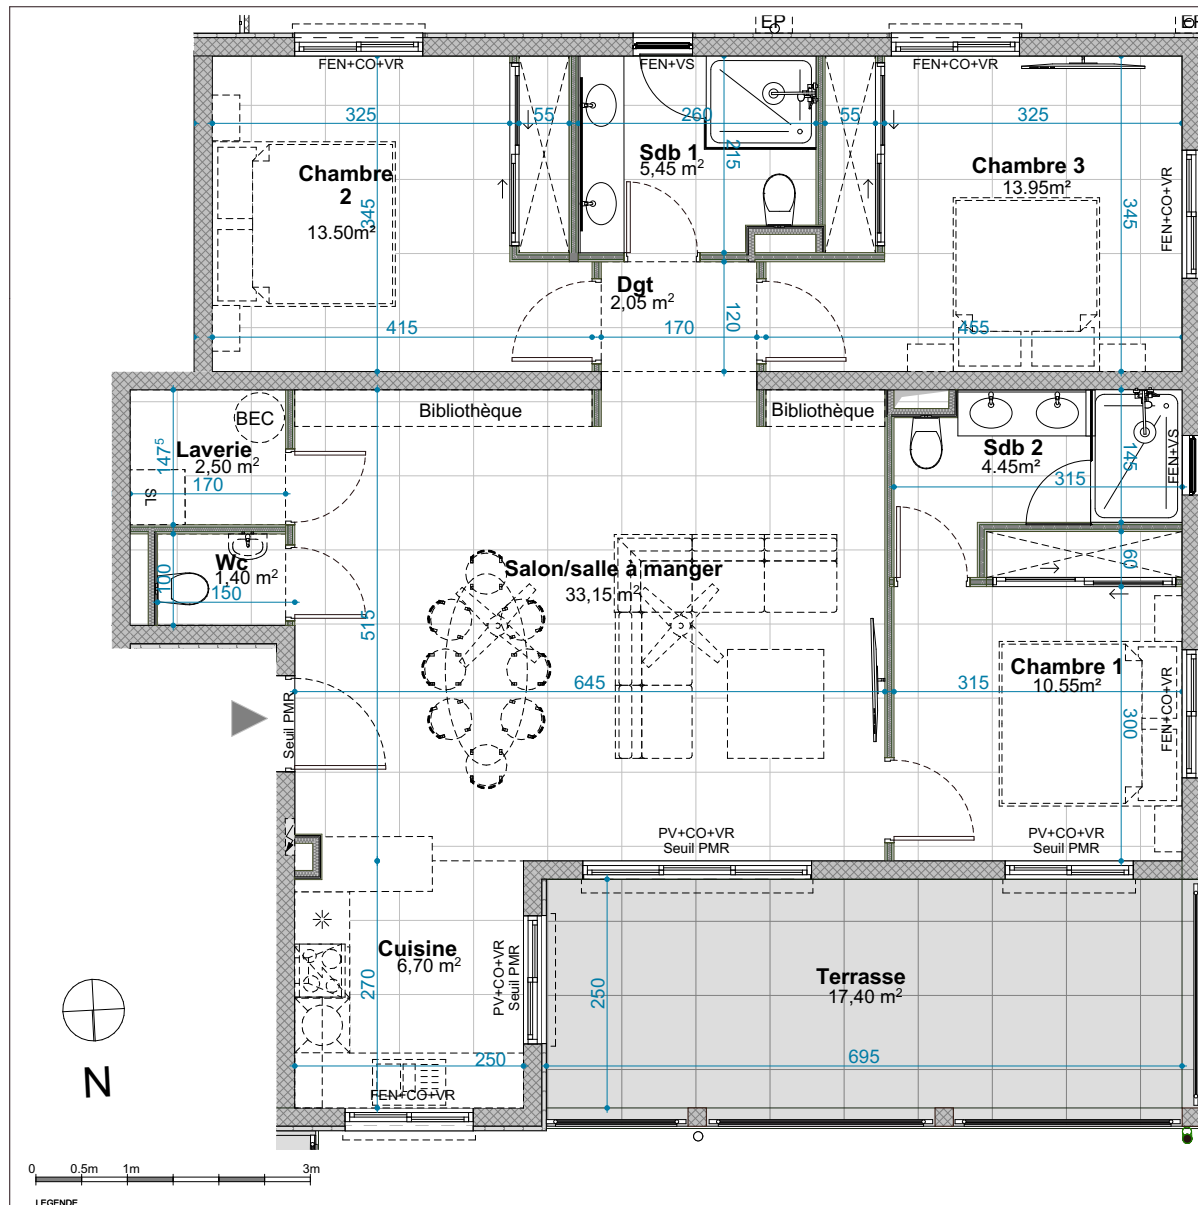 EP
EP
FEN+CO+VR
FEN+VS
FEN+CO+VR
325
55
260
55
325
Chambre
2
13.50m²
345
Sdb 1
5,45 m²
215
Chambre 3
13.95m²
345
FEN+CO+VR
Dgt
2,05 m²
415
170
120
455
Bibliothèque
Bibliothèque
BEC
Laverie
2,50 m²
147⁵
170
SL
Sdb 2
4.45m²
145
315
FEN+VS
Wc
1,40 m²
100
150
60
Salon/salle à manger
33,15 m²
515
645
315
Chambre 1
10.55m²
300
FEN+CO+VR
Seuil PMR
PV+CO+VR
Seuil PMR
PV+CO+VR
Seuil PMR
Cuisine
6,70 m²
270
PV+CO+VR
Seuil PMR
250
Terrasse
17,40 m²
250
695
FEN+CO+VR
N
0 0.5m 1m 3m
LEGENDE